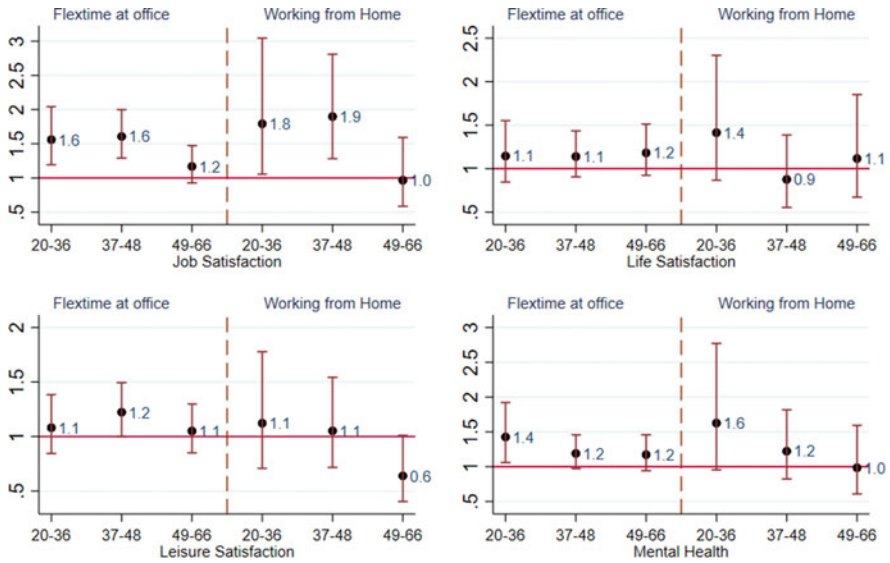 Flextime at office Working from Home
3
2.5
2
1.5
1
.5
1.6 1.6 1.2 1.8 1.9 1.0
20-36 37-48 49-66 20-36 37-48 49-66
Job Satisfaction
Flextime at office Working from Home
2.5
2
1.5
1
.5
1.1 1.1 1.2 1.4 0.9 1.1
20-36 37-48 49-66 20-36 37-48 49-66
Life Satisfaction
Flextime at office Working from Home
2
1.5
1
.5
1.1 1.2 1.1 1.1 1.1 0.6
20-36 37-48 49-66 20-36 37-48 49-66
Leisure Satisfaction
Flextime at office Working from Home
3
2.5
2
1.5
1
.5
1.4 1.2 1.2 1.6 1.2 1.0
20-36 37-48 49-66 20-36 37-48 49-66
Mental Health